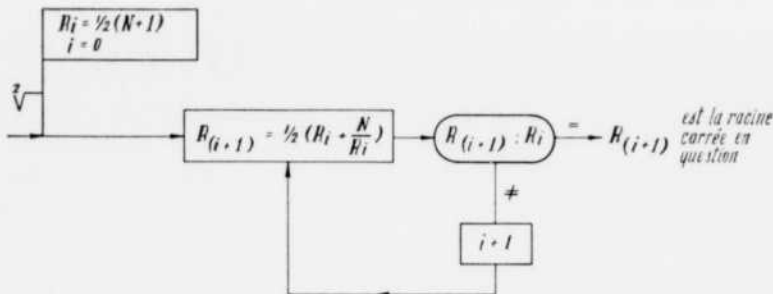 Ri = ½ (N+1)
i = 0
2
√
R(i+1) = ½ (Ri + N/Ri)
R(i+1) : Ri
=
R(i+1)
est la racine
carrée en
question
≠
i + 1